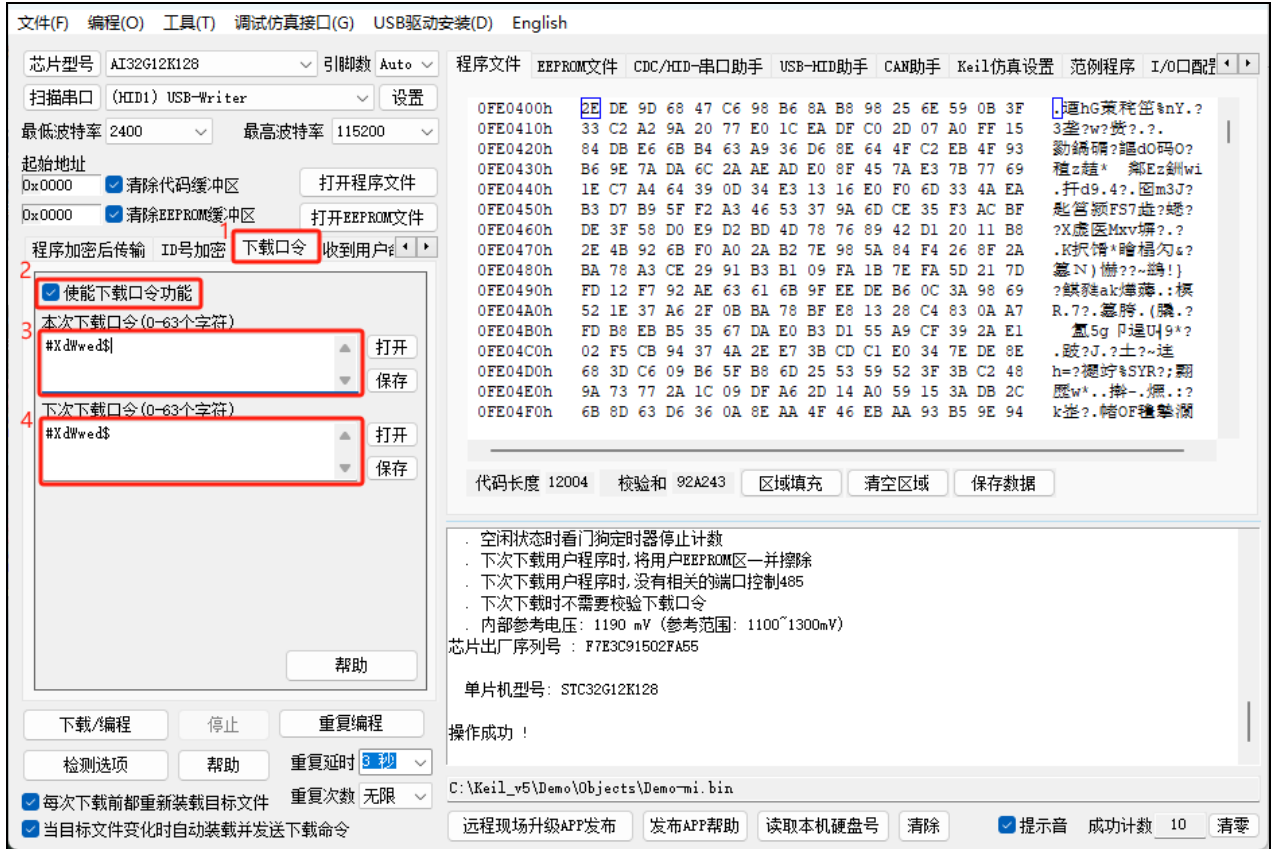 文件(F) 编程(O) 工具(T) 调试仿真接口(G) USB驱动安装(D) English
芯片型号 AI32G12K128 引脚数 Auto
扫描串口 (HID1) USB-Writer 设置
最低波特率 2400 最高波特率 115200
起始地址
0x0000 清除代码缓冲区 打开程序文件
0x0000 清除EEPROM缓冲区 打开EEPROM文件
1
程序加密后传输 ID号加密 下载口令 收到用户
2
使能下载口令功能
本次下载口令(0-63个字符)
3
#XdWwed$ 打开
保存
下次下载口令(0-63个字符)
4
#XdWwed$ 打开
保存
帮助
下载/编程 停止 重复编程
检测选项 帮助 重复延时 3 秒
每次下载前都重新装载目标文件 重复次数 无限
当目标文件变化时自动装载并发送下载命令
程序文件 EEPROM文件 CDC/HID-串口助手 USB-HID助手 CAN助手 Keil仿真设置 范例程序 I/O口配
0FE0400h 2E DE 9D 68 47 C6 98 B6 8A B8 98 25 6E 59 0B 3F
0FE0410h 33 C2 A2 9A 20 77 E0 1C EA DF C0 2D 07 A0 FF 15
0FE0420h 84 DB E6 6B B4 63 A9 36 D6 8E 64 4F C2 EB 4F 93
0FE0430h B6 9E 7A DA 6C 2A AE AD E0 8F 45 7A E3 7B 77 69
0FE0440h 1E C7 A4 64 39 0D 34 E3 13 16 E0 F0 6D 33 4A EA
0FE0450h B3 D7 B9 5F F2 A3 46 53 37 9A 6D CE 35 F3 AC BF
0FE0460h DE 3F 58 D0 E9 D2 BD 4D 78 76 89 42 D1 20 11 B8
0FE0470h 2E 4B 92 6B F0 A0 2A B2 7E 98 5A 84 F4 26 8F 2A
0FE0480h BA 78 A3 CE 29 91 B3 B1 09 FA 1B 7E FA 5D 21 7D
0FE0490h FD 12 F7 92 AE 63 61 6B 9F EE DE B6 0C 3A 98 69
0FE04A0h 52 1E 37 A6 2F 0B BA 78 BF E8 13 28 C4 83 0A A7
0FE04B0h FD B8 EB B5 35 67 DA E0 B3 D1 55 A9 CF 39 2A E1
0FE04C0h 02 F5 CB 94 37 4A 2E E7 3B CD C1 E0 34 7E DE 8E
0FE04D0h 68 3D C6 09 B6 5F B8 6D 25 53 59 52 3F 3B C2 48
0FE04E0h 9A 73 77 2A 1C 09 DF A6 2D 14 A0 59 15 3A DB 2C
0FE04F0h 6B 8D 63 D6 36 0A 8E AA 4F 46 EB AA 93 B5 9E 94
代码长度 12004 校验和 92A243 区域填充 清空区域 保存数据
. 空闲状态时看门狗定时器停止计数
. 下次下载用户程序时,将用户EEPROM区一并擦除
. 下次下载用户程序时,没有相关的端口控制485
. 下次下载时不需要校验下载口令
. 内部参考电压: 1190 mV (参考范围: 1100~1300mV)
芯片出厂序列号 : F7E3C91502FA55
单片机型号: STC32G12K128
操作成功 !
C:\Keil_v5\Demo\Objects\Demo-mi.bin
远程现场升级APP发布 发布APP帮助 读取本机硬盘号 清除 提示音 成功计数 10 清零